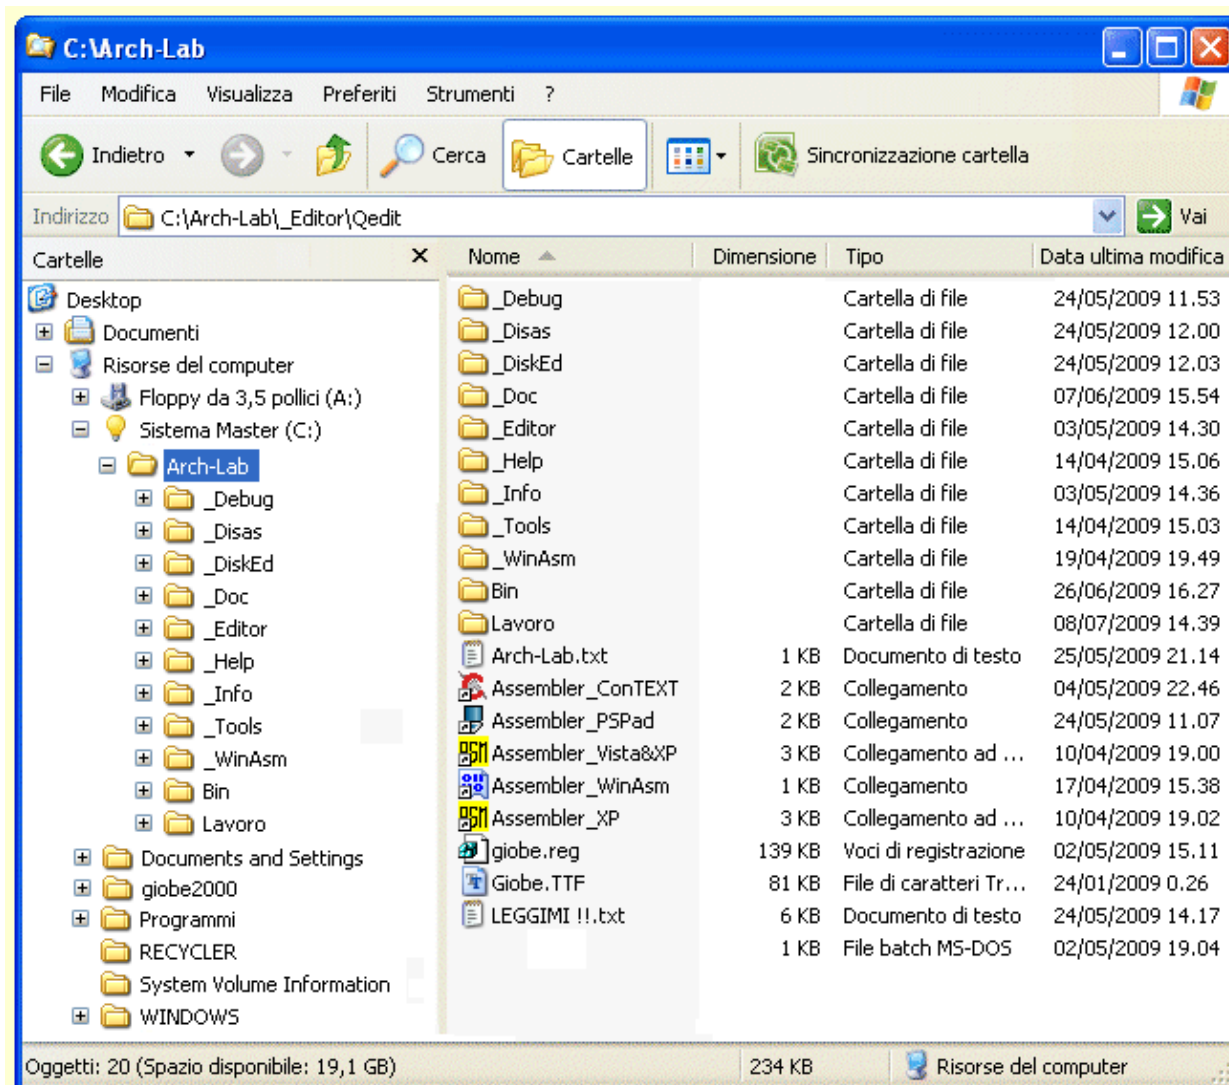 C:\Arch-Lab
File Modifica Visualizza Preferiti Strumenti ?
Indietro Cerca Cartelle Sincronizzazione cartella
Indirizzo C:\Arch-Lab\_Editor\Qedit Vai
Cartelle
Desktop
Documenti
Risorse del computer
Floppy da 3,5 pollici (A:)
Sistema Master (C:)
Arch-Lab
_Debug
_Disas
_DiskEd
_Doc
_Editor
_Help
_Info
_Tools
_WinAsm
Bin
Lavoro
Documents and Settings
giobe2000
Programmi
RECYCLER
System Volume Information
WINDOWS
Nome Dimensione Tipo Data ultima modifica
_Debug Cartella di file 24/05/2009 11.53
_Disas Cartella di file 24/05/2009 12.00
_DiskEd Cartella di file 24/05/2009 12.03
_Doc Cartella di file 07/06/2009 15.54
_Editor Cartella di file 03/05/2009 14.30
_Help Cartella di file 14/04/2009 15.06
_Info Cartella di file 03/05/2009 14.36
_Tools Cartella di file 14/04/2009 15.03
_WinAsm Cartella di file 19/04/2009 19.49
Bin Cartella di file 26/06/2009 16.27
Lavoro Cartella di file 08/07/2009 14.39
Arch-Lab.txt 1 KB Documento di testo 25/05/2009 21.14
Assembler_ConTEXT 2 KB Collegamento 04/05/2009 22.46
Assembler_PSPad 2 KB Collegamento 24/05/2009 11.07
Assembler_Vista&XP 3 KB Collegamento ad ... 10/04/2009 19.00
Assembler_WinAsm 1 KB Collegamento 17/04/2009 15.38
Assembler_XP 3 KB Collegamento ad ... 10/04/2009 19.02
giobe.reg 139 KB Voci di registrazione 02/05/2009 15.11
Giobe.TTF 81 KB File di caratteri Tr... 24/01/2009 0.26
LEGGIMI !!.txt 6 KB Documento di testo 24/05/2009 14.17
1 KB File batch MS-DOS 02/05/2009 19.04
Oggetti: 20 (Spazio disponibile: 19,1 GB) 234 KB Risorse del computer